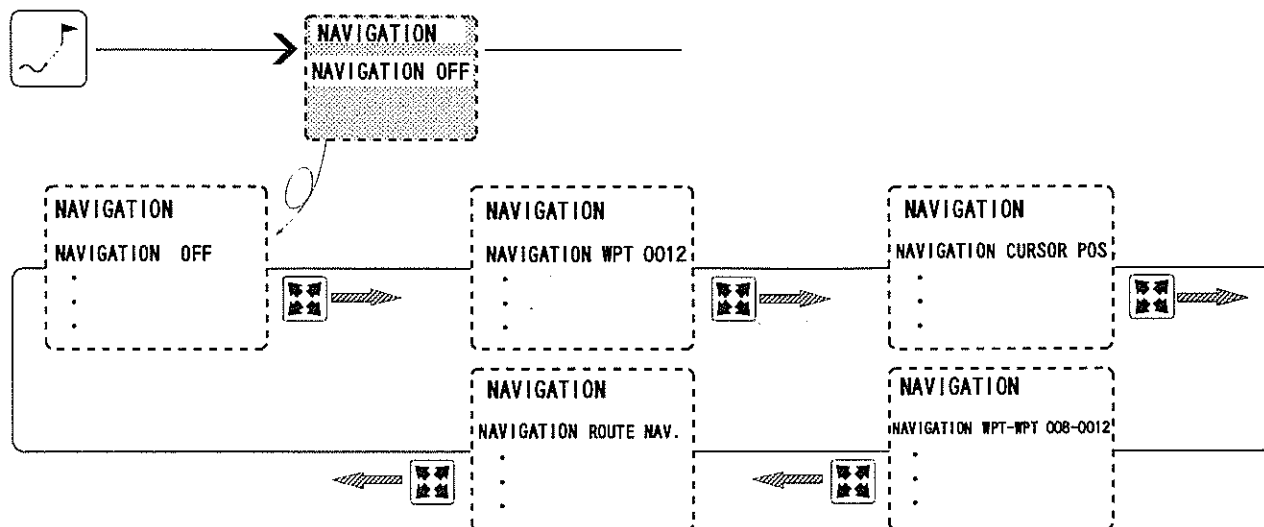 NAVIGATION
NAVIGATION OFF
NAVIGATION
NAVIGATION OFF
NAVIGATION
NAVIGATION WPT 0012
NAVIGATION
NAVIGATION CURSOR POS.
NAVIGATION
NAVIGATION ROUTE NAV.
NAVIGATION
NAVIGATION WPT-WPT 008-0012